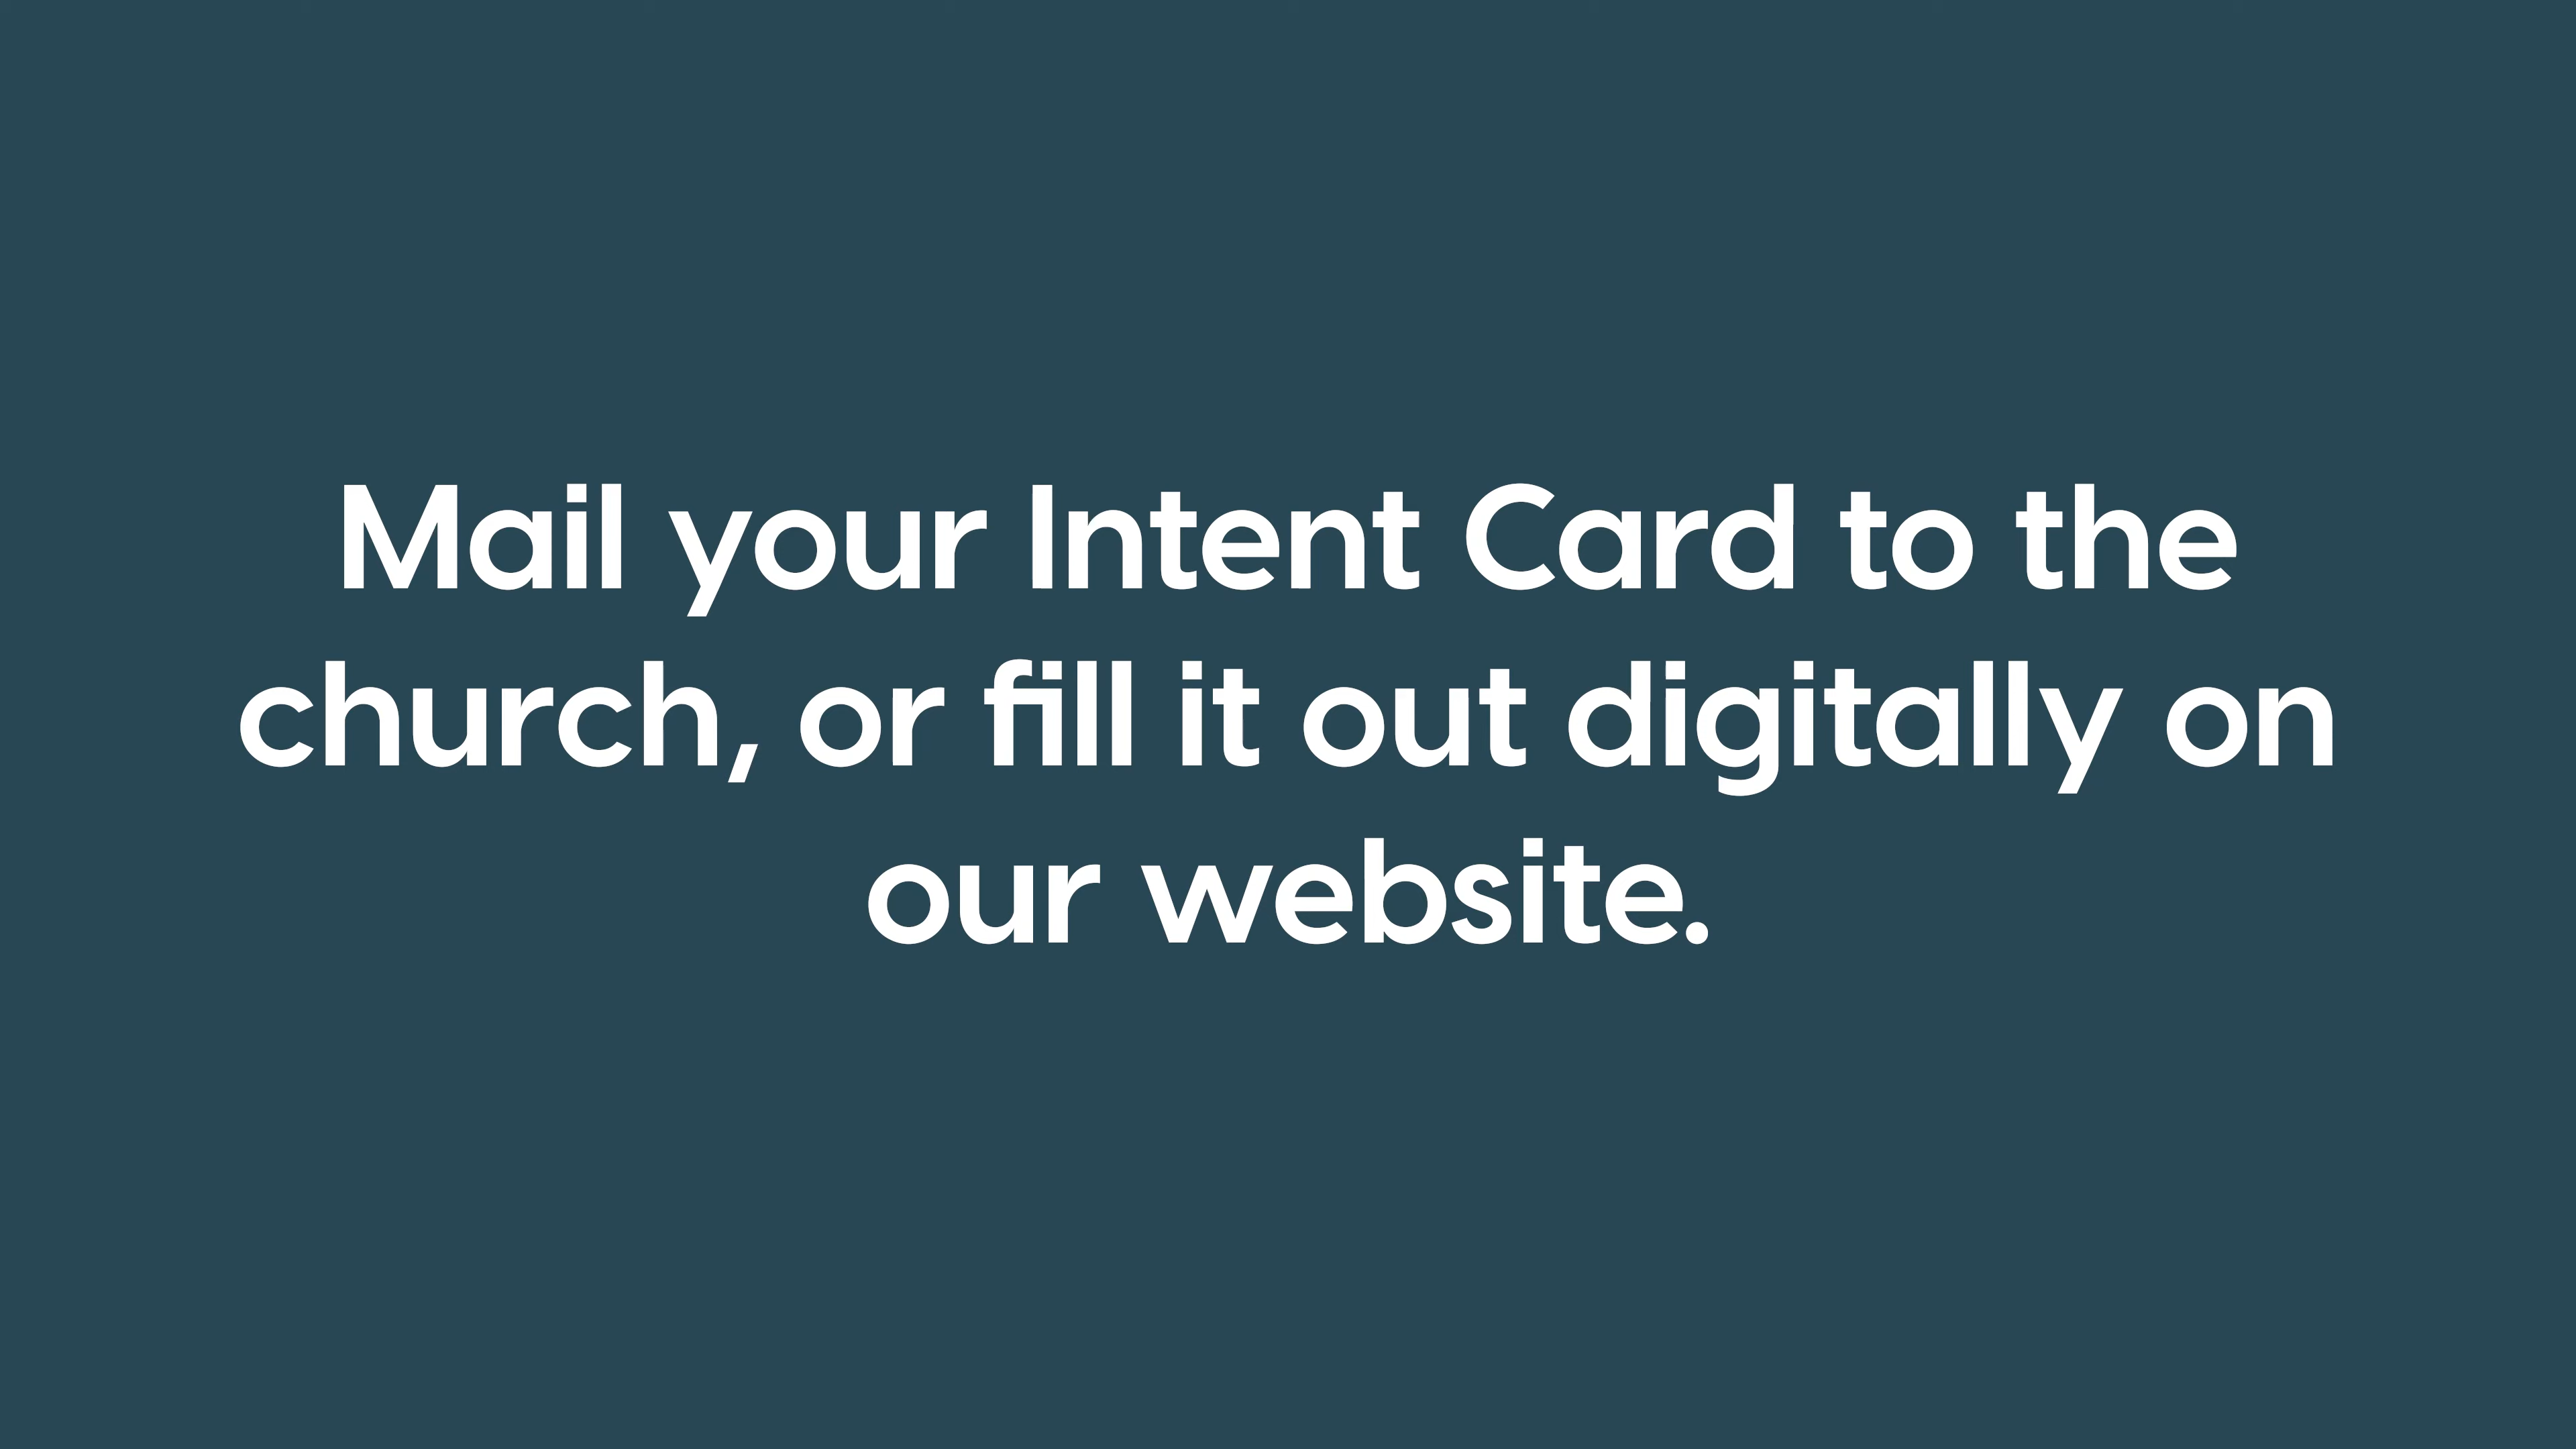 Mail your Intent Card to the
church, or fill it out digitally on
our website.